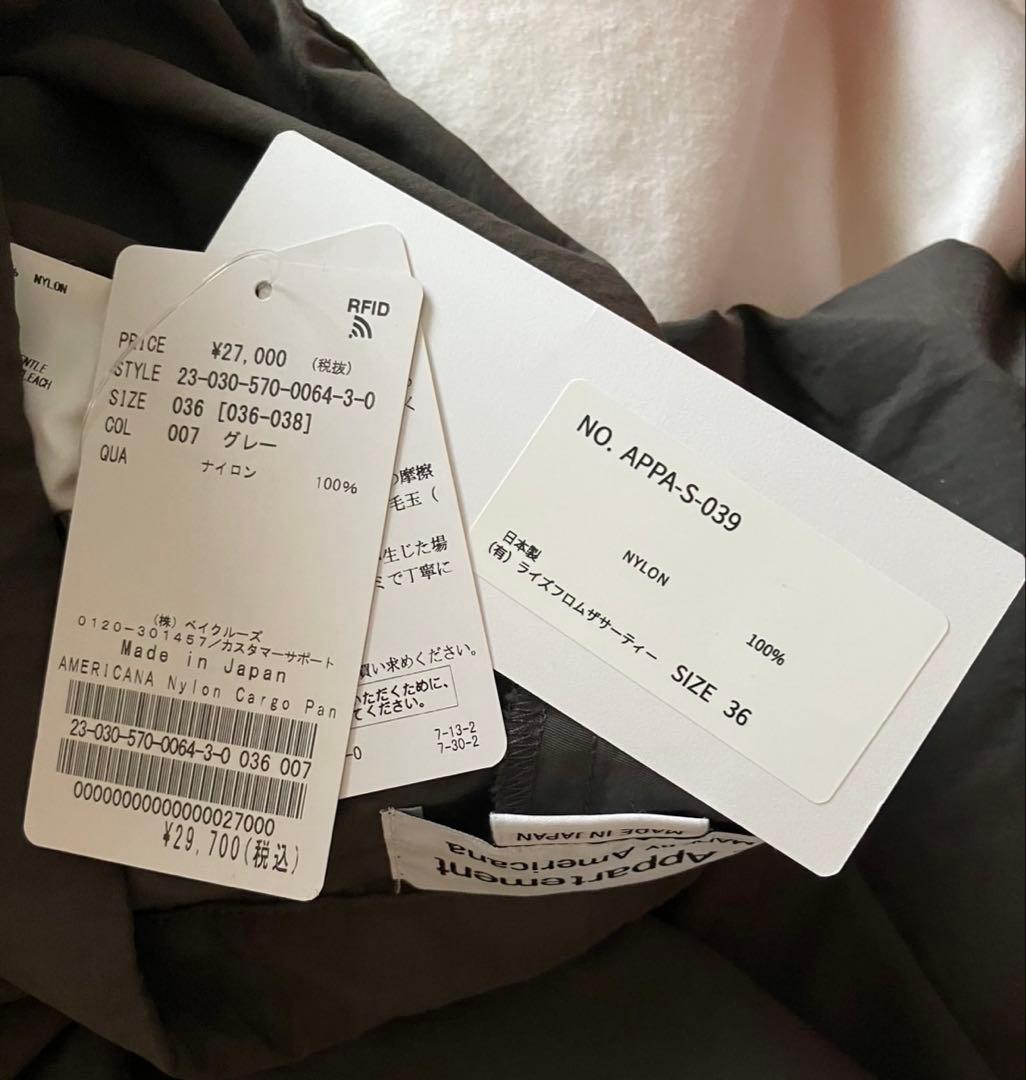 NYLON
RFID
PRICE ¥27,000 (税抜)
STYLE 23-030-570-0064-3-0
SIZE 036 [036-038]
COL 007 グレー
QUA ナイロン 100%
(株) ベイクルーズ
0120-301457/カスタマーサポート
Made in Japan
AMERICANA Nylon Cargo Pan
23-030-570-0064-3-0 036 007
00000000000000027000
¥29,700(税込)
摩擦
毛玉 (
生じた場
で丁寧に
買い求めください。
いただくために、
てください。
-0
7-13-2
7-30-2
NO. APPA-S-039
日本製
NYLON 100%
(有) ライズフロムザサーティー
SIZE 36
MADE IN JAPAN
Appartement
Americana